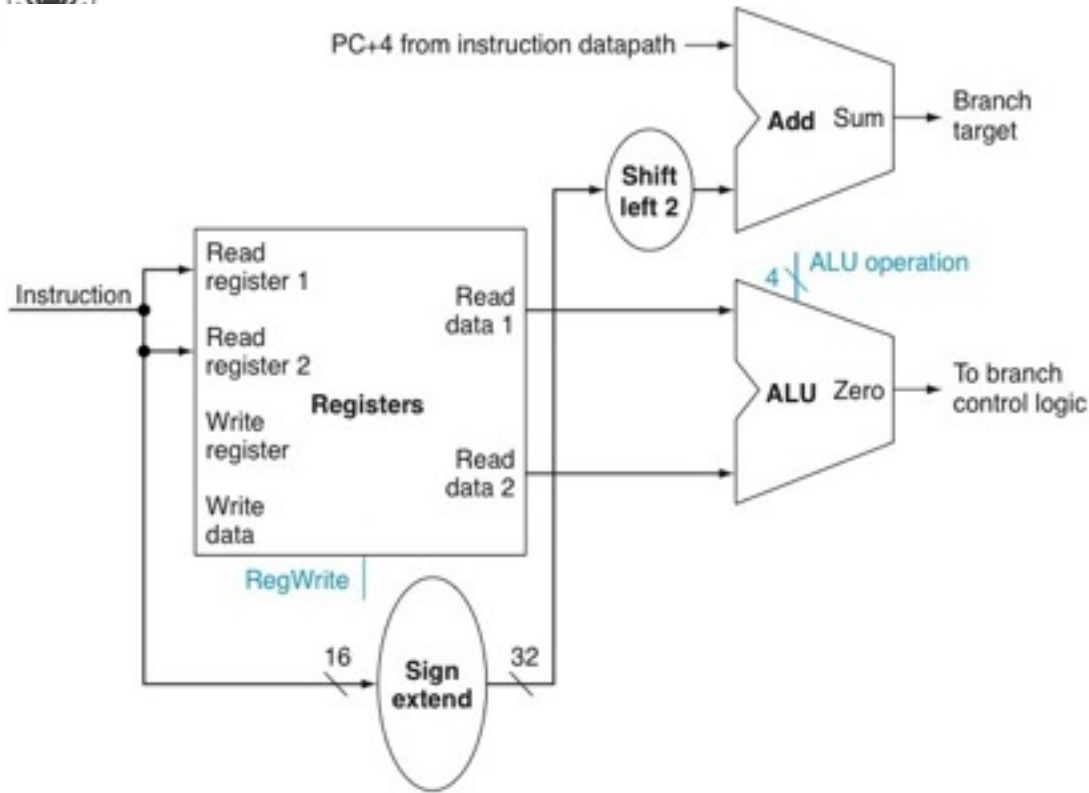 PC+4 from instruction datapath
Add Sum
Branch
target
Shift
left 2
Instruction
Read
register 1
Read
register 2
Registers
Write
register
Write
data
Read
data 1
Read
data 2
4
ALU operation
ALU Zero
To branch
control logic
RegWrite
16
Sign
extend
32